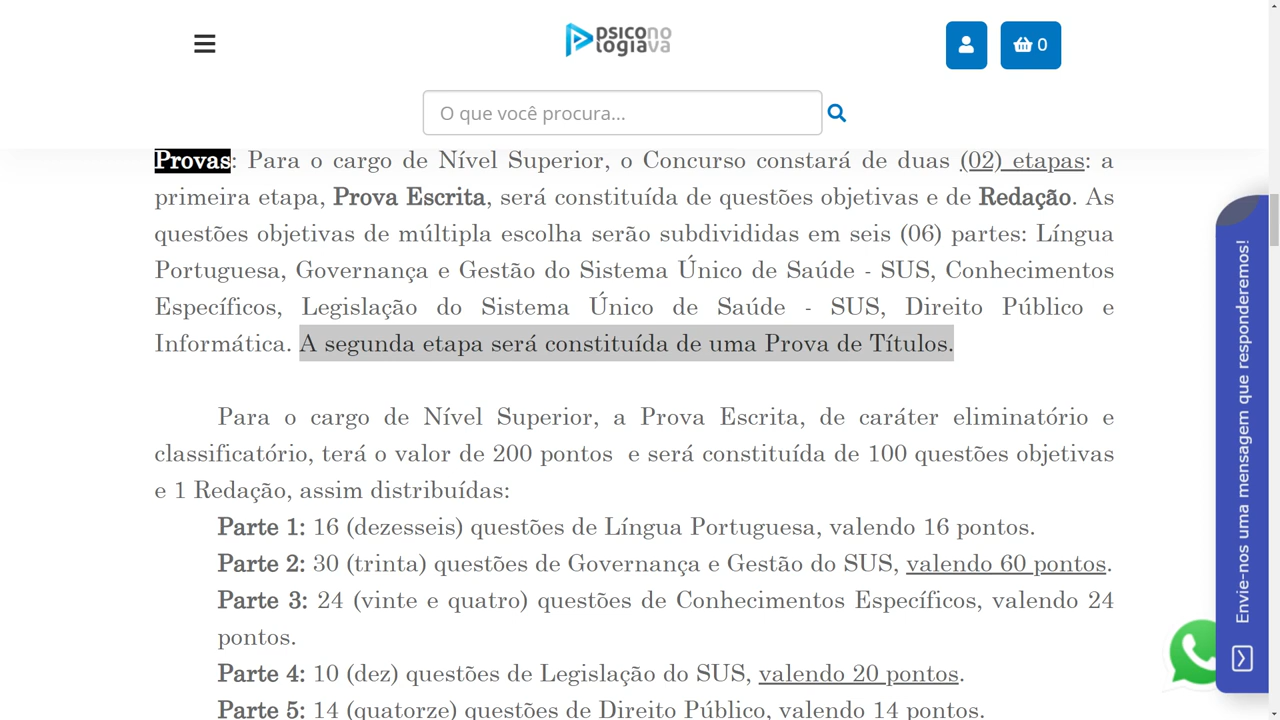 psicono
logiava
0
O que você procura...
Provas: Para o cargo de Nível Superior, o Concurso constará de duas (02) etapas: a
primeira etapa, Prova Escrita, será constituída de questões objetivas e de Redação. As
questões objetivas de múltipla escolha serão subdivididas em seis (06) partes: Língua
Portuguesa, Governança e Gestão do Sistema Único de Saúde - SUS, Conhecimentos
Específicos, Legislação do Sistema Único de Saúde - SUS, Direito Público e
Informática. A segunda etapa será constituída de uma Prova de Títulos.
Para o cargo de Nível Superior, a Prova Escrita, de caráter eliminatório e
classificatório, terá o valor de 200 pontos e será constituída de 100 questões objetivas
e 1 Redação, assim distribuídas:
Parte 1: 16 (dezesseis) questões de Língua Portuguesa, valendo 16 pontos.
Parte 2: 30 (trinta) questões de Governança e Gestão do SUS, valendo 60 pontos.
Parte 3: 24 (vinte e quatro) questões de Conhecimentos Específicos, valendo 24
pontos.
Parte 4: 10 (dez) questões de Legislação do SUS, valendo 20 pontos.
Parte 5: 14 (quatorze) questões de Direito Público, valendo 14 pontos.
Envie-nos uma mensagem que responderemos!